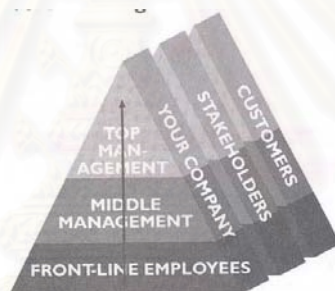 TOP
MAN-
AGEMENT
MIDDLE
MANAGEMENT
FRONT-LINE EMPLOYEES
YOUR COMPANY
STAKEHOLDERS
CUSTOMERS